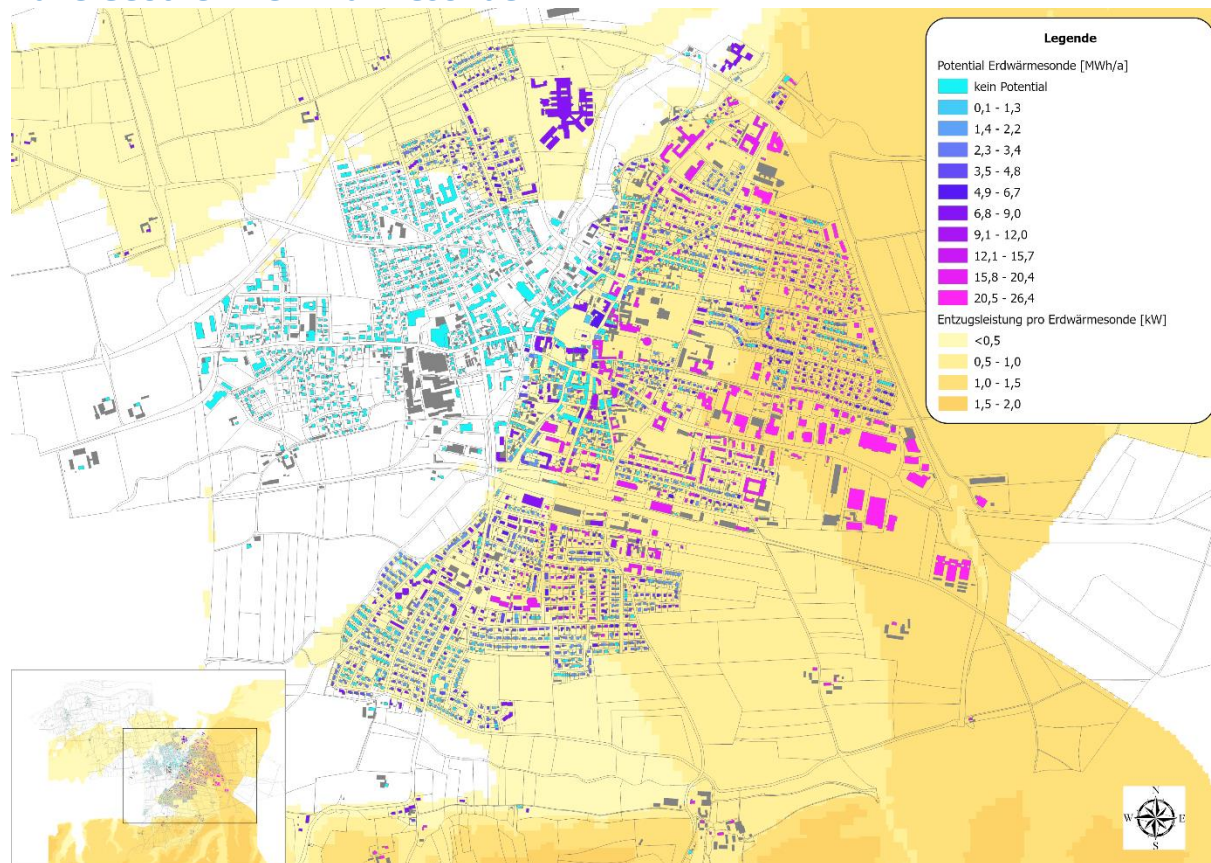 Legende
Potential Erdwärmesonde [MWh/a]
kein Potential
0,1 - 1,3
1,4 - 2,2
2,3 - 3,4
3,5 - 4,8
4,9 - 6,7
6,8 - 9,0
9,1 - 12,0
12,1 - 15,7
15,8 - 20,4
20,5 - 26,4
Entzugsleistung pro Erdwärmesonde [kW]
<0,5
0,5 - 1,0
1,0 - 1,5
1,5 - 2,0
N
W E
S